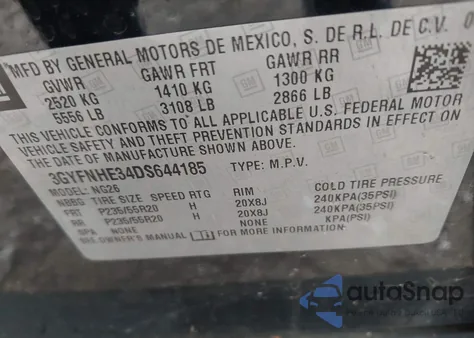 MFD BY GENERAL MOTORS DE MEXICO, S. DE R.L. DE C.V. 0
GVWR GAWR FRT GAWR RR
2520 KG 1410 KG 1300 KG
5556 LB 3108 LB 2866 LB
THIS VEHICLE CONFORMS TO ALL APPLICABLE U.S. FEDERAL MOTOR
VEHICLE SAFETY AND THEFT PREVENTION STANDARDS IN EFFECT ON
THE DATE OF MANUFACTURE SHOWN ABOVE.
3GYFNHE34DS644185 TYPE: M.P.V.
NBBG NG26
TIRE SIZE SPEED RTG RIM COLD TIRE PRESSURE
FRT P235/55R20 H 20X8J 240KPA(35PSI)
RR P235/55R20 H 20X8J 240KPA(35PSI)
SPA NONE NONE KPA(PSI)
SEE OWNER'S MANUAL FOR MORE INFORMATION.
GM
autoSnap